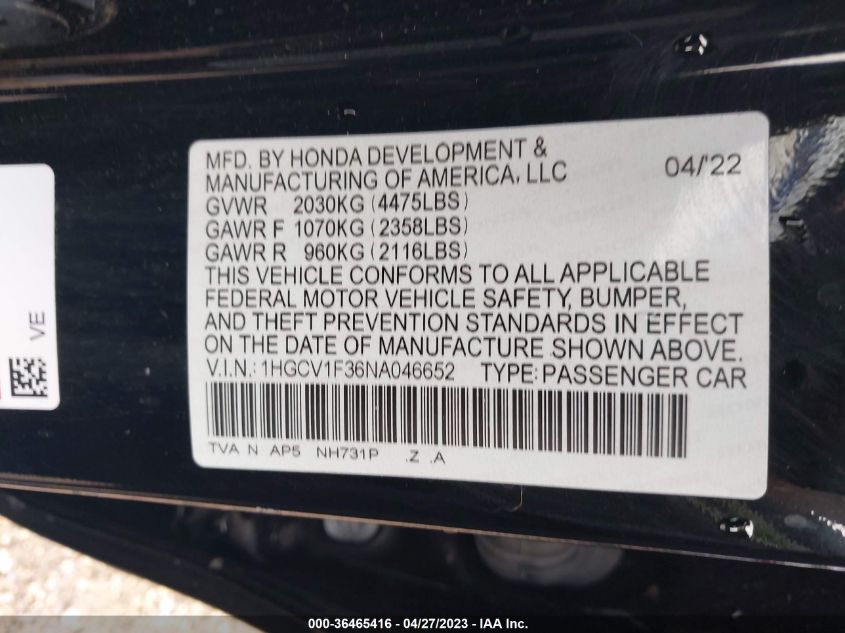 MFD. BY HONDA DEVELOPMENT &
MANUFACTURING OF AMERICA, LLC 04/'22
GVWR 2030KG (4475LBS)
GAWR F 1070KG (2358LBS)
GAWR R 960KG (2116LBS)
THIS VEHICLE CONFORMS TO ALL APPLICABLE
FEDERAL MOTOR VEHICLE SAFETY, BUMPER,
AND THEFT PREVENTION STANDARDS IN EFFECT
ON THE DATE OF MANUFACTURE SHOWN ABOVE.
V.I.N.: 1HGCV1F36NA046652 TYPE: PASSENGER CAR
TVA N AP5 NH731P .Z .A
VE
000-36465416 - 04/27/2023 - IAA Inc.